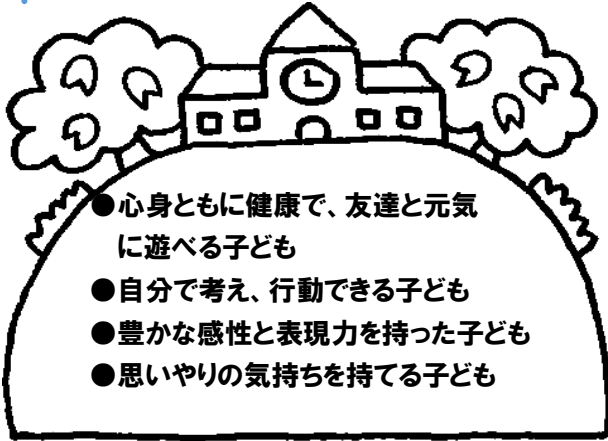 ●心身ともに健康で、友達と元気
に遊べる子ども
●自分で考え、行動できる子ども
●豊かな感性と表現力を持った子ども
●思いやりの気持ちを持てる子ども